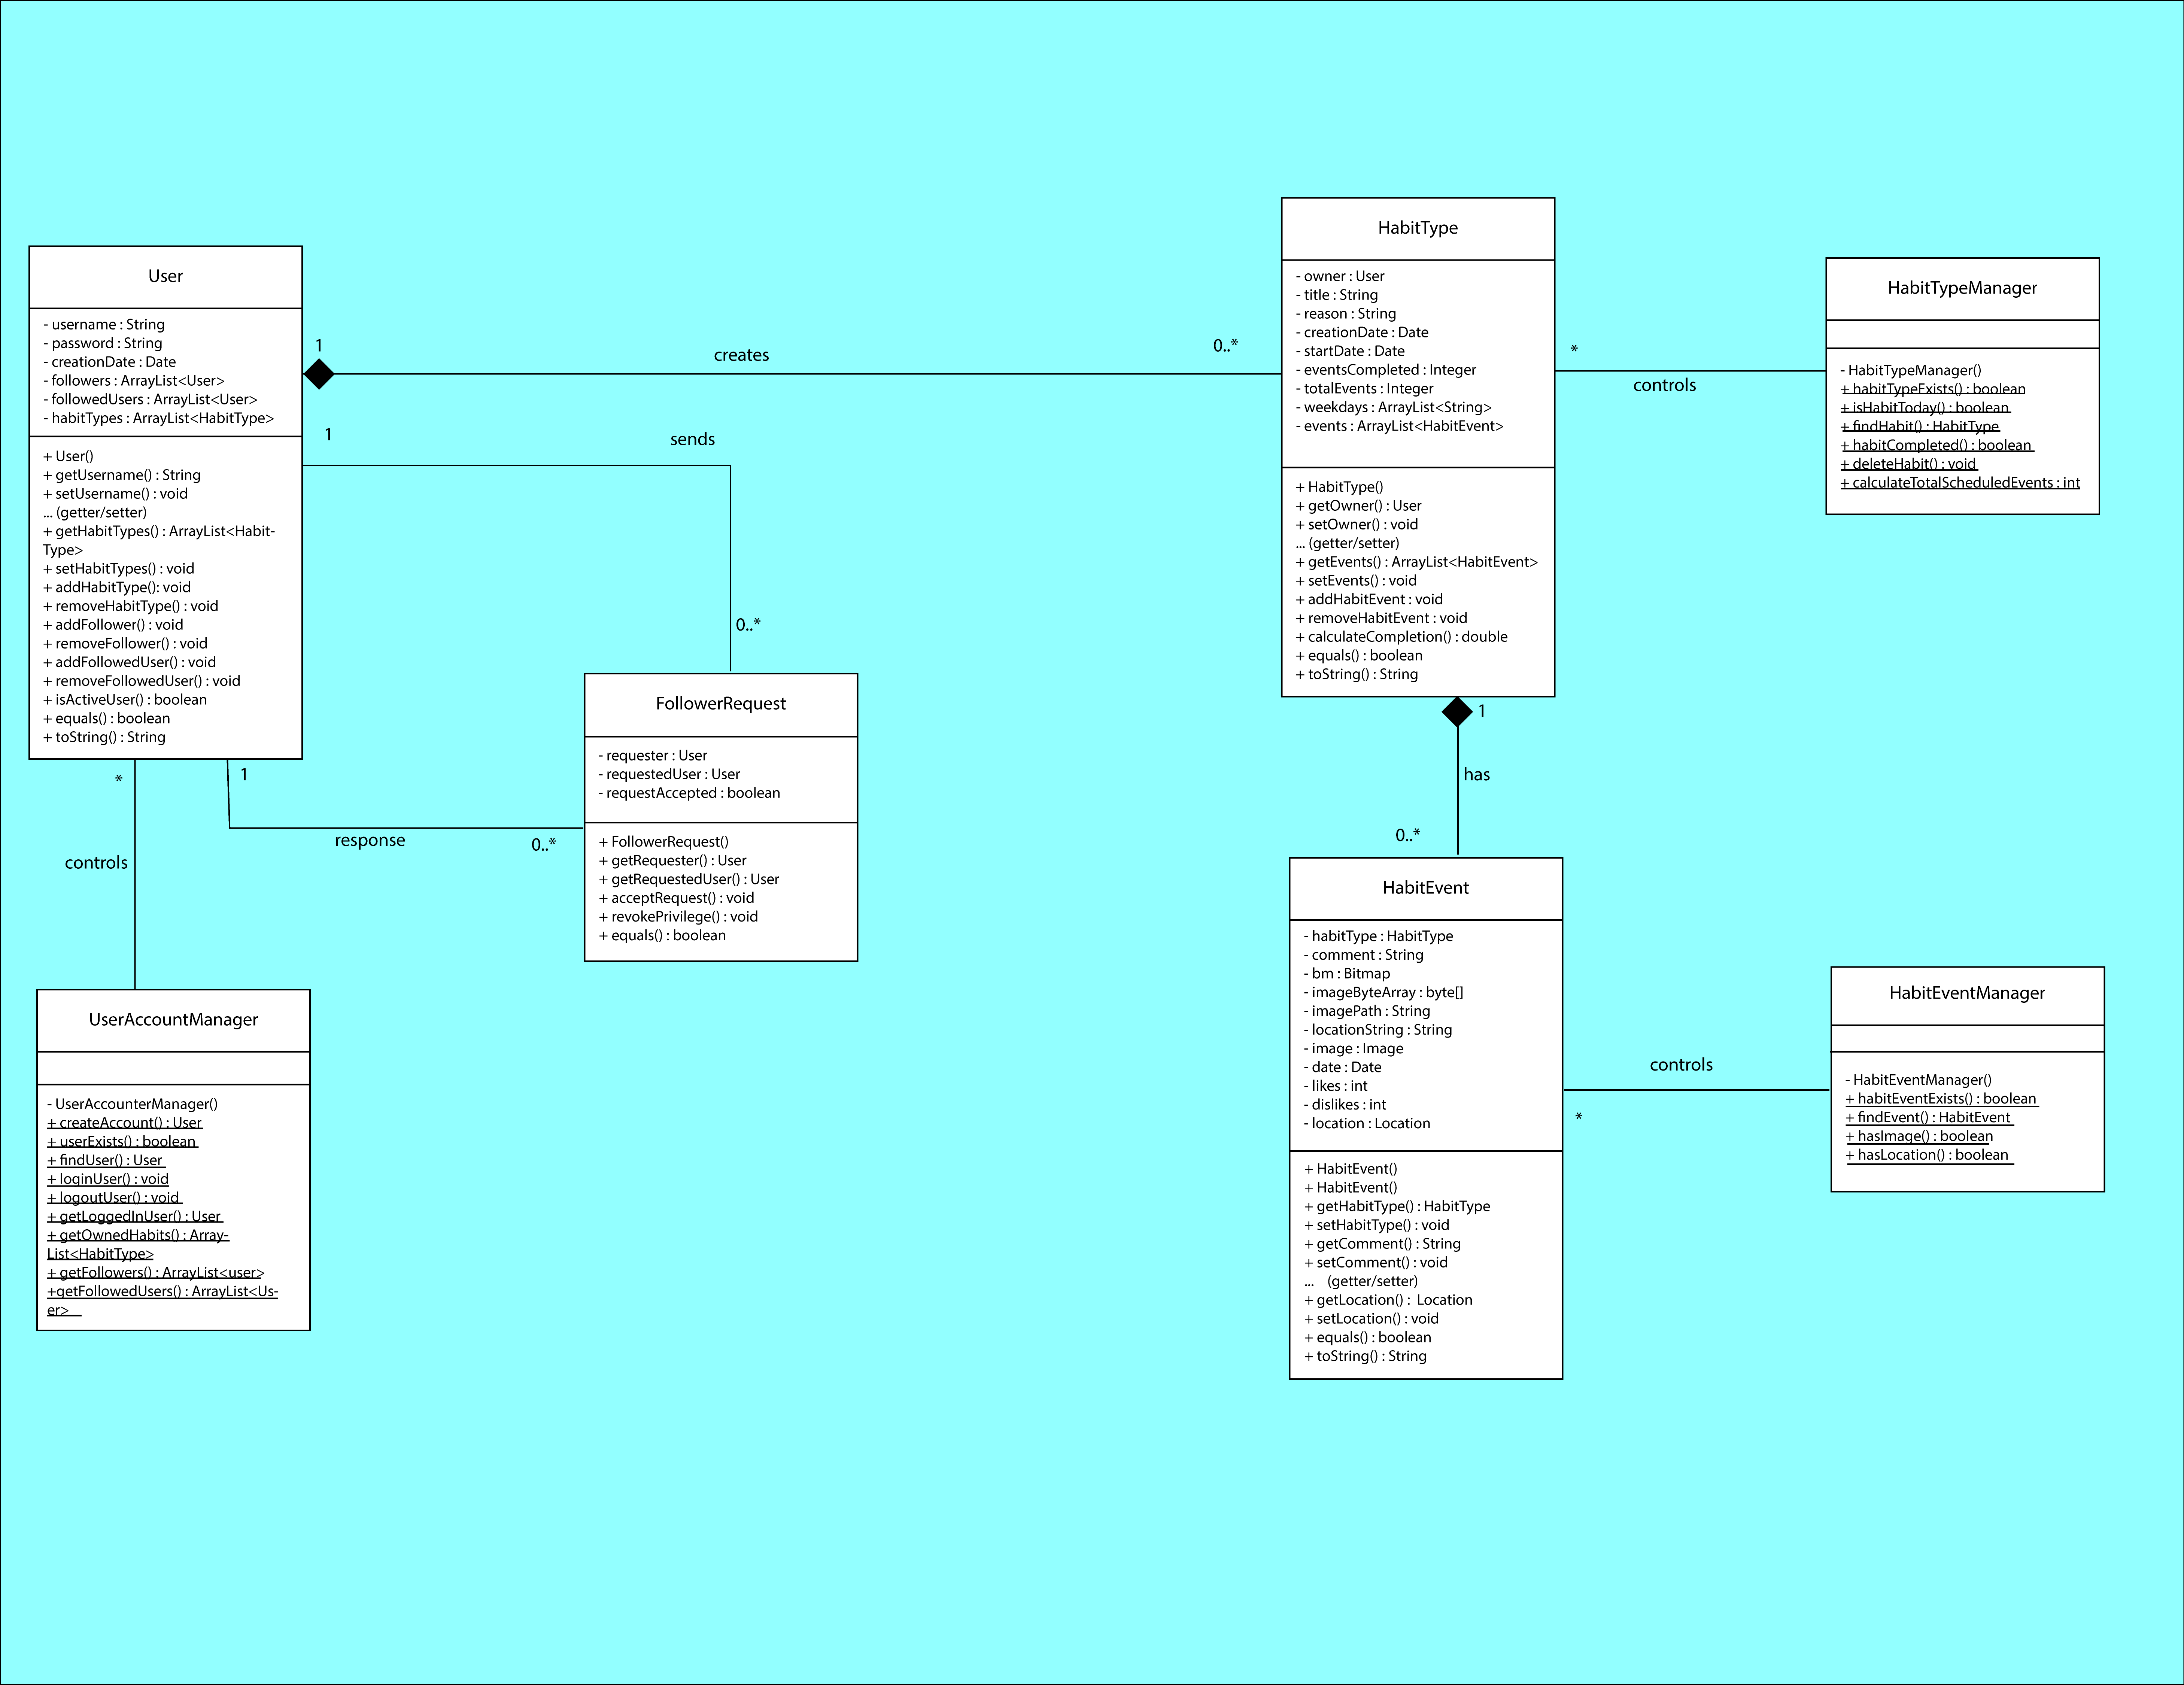 User
- username : String
- password : String
- creationDate : Date
- followers : ArrayList<User>
- followedUsers : ArrayList<User>
- habitTypes : ArrayList<HabitType>
+ User()
+ getUsername() : String
+ setUsername() : void
... (getter/setter)
+ getHabitTypes() : ArrayList<Habit-
Type>
+ setHabitTypes() : void
+ addHabitType(): void
+ removeHabitType() : void
+ addFollower() : void
+ removeFollower() : void
+ addFollowedUser() : void
+ removeFollowedUser() : void
+ isActiveUser() : boolean
+ equals() : boolean
+ toString() : String
1
creates
0..*
1
sends
0..*
1
response
0..*
*
controls
FollowerRequest
- requester : User
- requestedUser : User
- requestAccepted : boolean
+ FollowerRequest()
+ getRequester() : User
+ getRequestedUser() : User
+ acceptRequest() : void
+ revokePrivilege() : void
+ equals() : boolean
UserAccountManager
- UserAccounterManager()
+ createAccount() : User
+ userExists() : boolean
+ findUser() : User
+ loginUser() : void
+ logoutUser() : void
+ getLoggedInUser() : User
+ getOwnedHabits() : Array-
List<HabitType>
+ getFollowers() : ArrayList<user>
+getFollowedUsers() : ArrayList<Us-
er>
HabitType
- owner : User
- title : String
- reason : String
- creationDate : Date
- startDate : Date
- eventsCompleted : Integer
- totalEvents : Integer
- weekdays : ArrayList<String>
- events : ArrayList<HabitEvent>
+ HabitType()
+ getOwner() : User
+ setOwner() : void
... (getter/setter)
+ getEvents() : ArrayList<HabitEvent>
+ setEvents() : void
+ addHabitEvent : void
+ removeHabitEvent : void
+ calculateCompletion() : double
+ equals() : boolean
+ toString() : String
*
controls
HabitTypeManager
- HabitTypeManager()
+ habitTypeExists() : boolean
+ isHabitToday() : boolean
+ findHabit() : HabitType
+ habitCompleted() : boolean
+ deleteHabit() : void
+ calculateTotalScheduledEvents : int
1
has
0..*
HabitEvent
- habitType : HabitType
- comment : String
- bm : Bitmap
- imageByteArray : byte[]
- imagePath : String
- locationString : String
- image : Image
- date : Date
- likes : int
- dislikes : int
- location : Location
+ HabitEvent()
+ HabitEvent()
+ getHabitType() : HabitType
+ setHabitType() : void
+ getComment() : String
+ setComment() : void
... (getter/setter)
+ getLocation() : Location
+ setLocation() : void
+ equals() : boolean
+ toString() : String
controls
*
HabitEventManager
- HabitEventManager()
+ habitEventExists() : boolean
+ findEvent() : HabitEvent
+ hasImage() : boolean
+ hasLocation() : boolean